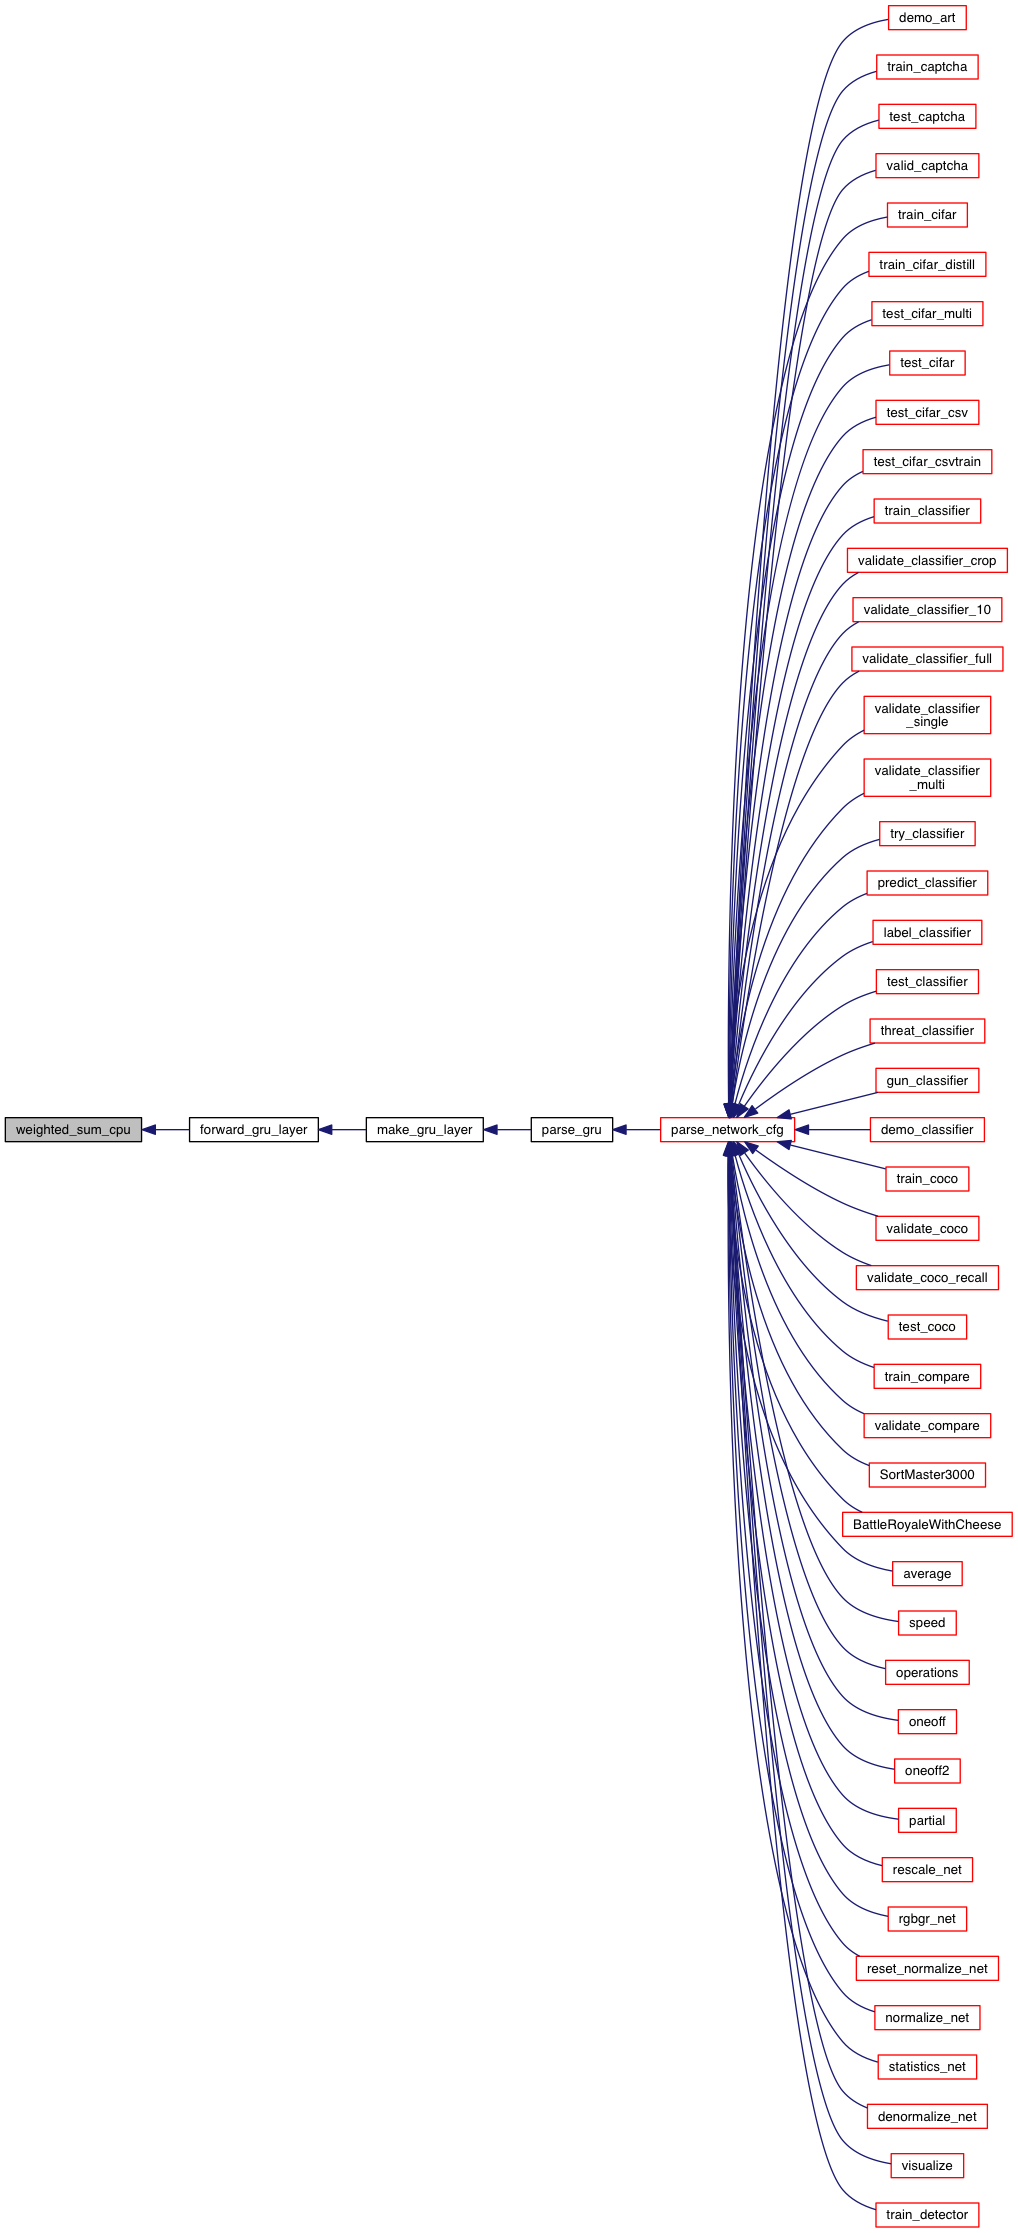 demo_art
train_captcha
test_captcha
valid_captcha
train_cifar
train_cifar_distill
test_cifar_multi
test_cifar
test_cifar_csv
test_cifar_csvtrain
train_classifier
validate_classifier_crop
validate_classifier_10
validate_classifier_full
validate_classifier
_single
validate_classifier
_multi
try_classifier
predict_classifier
label_classifier
test_classifier
threat_classifier
gun_classifier
weighted_sum_cpu
forward_gru_layer
make_gru_layer
parse_gru
parse_network_cfg
demo_classifier
train_coco
validate_coco
validate_coco_recall
test_coco
train_compare
validate_compare
SortMaster3000
BattleRoyaleWithCheese
average
speed
operations
oneoff
oneoff2
partial
rescale_net
rgbgr_net
reset_normalize_net
normalize_net
statistics_net
denormalize_net
visualize
train_detector